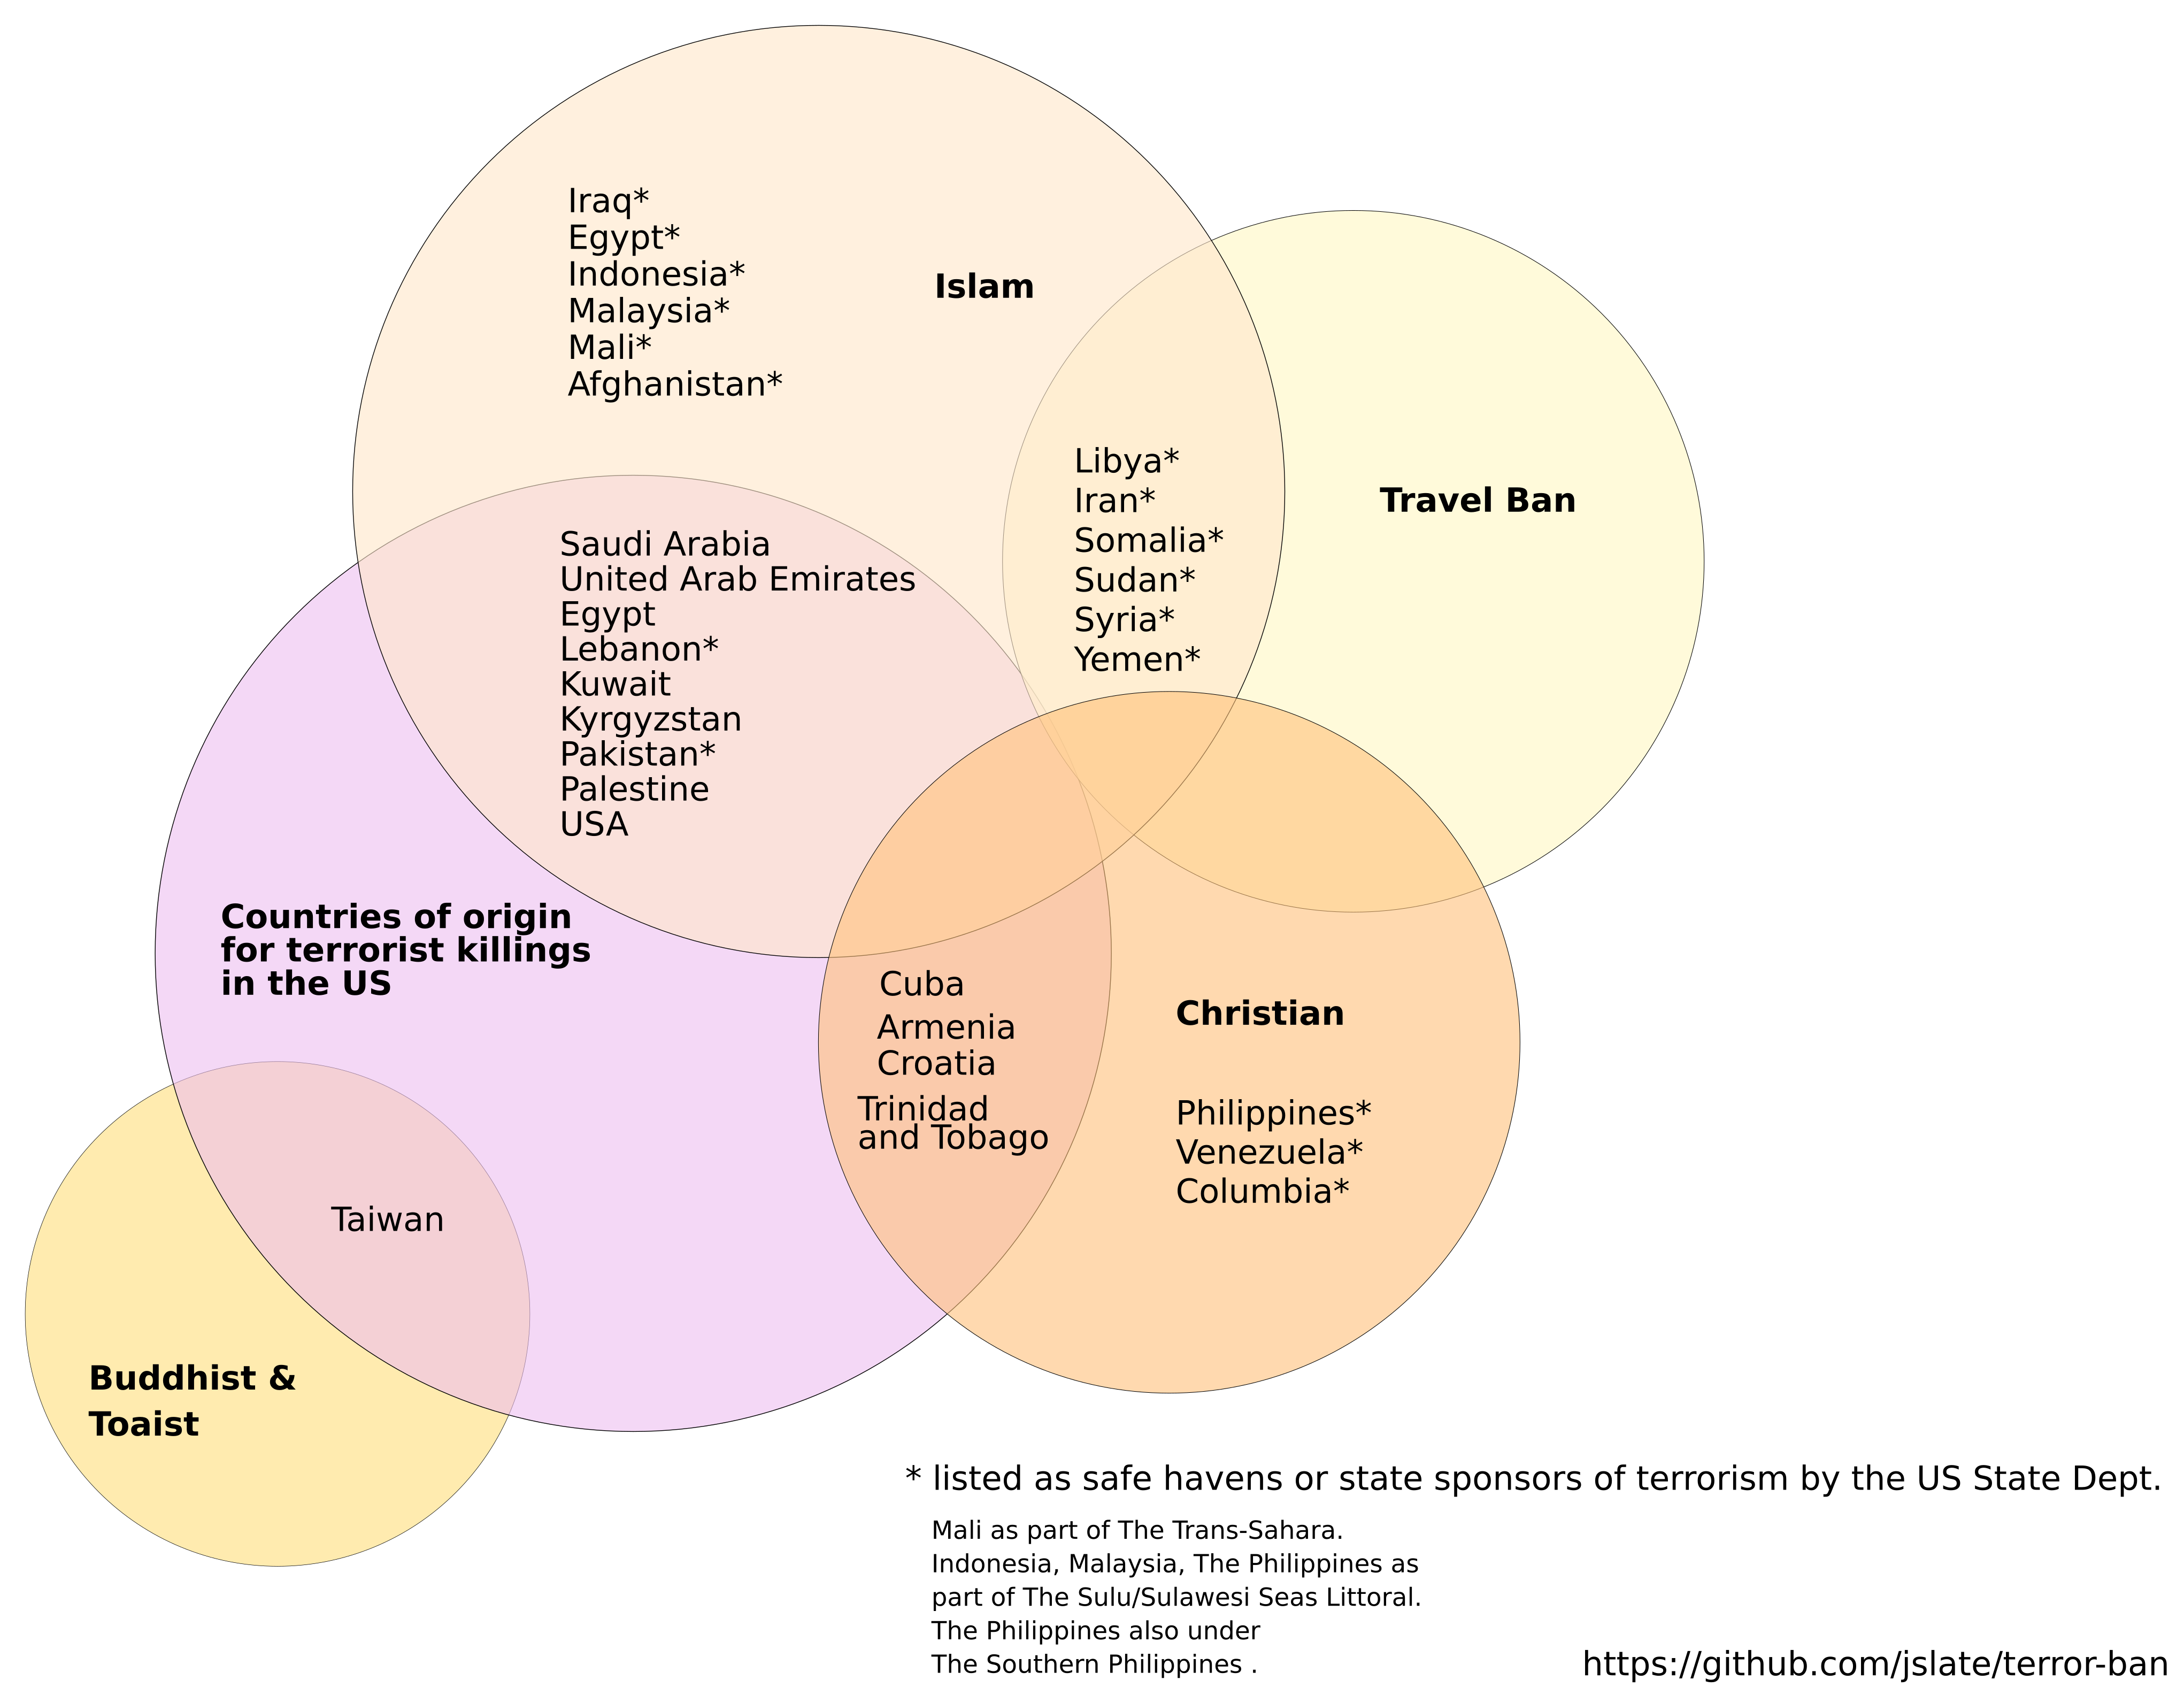 Iraq*
Egypt*
Indonesia*
Malaysia*
Mali*
Afghanistan*
Islam
Libya*
Iran*
Somalia*
Sudan*
Syria*
Yemen*
Travel Ban
Saudi Arabia
United Arab Emirates
Egypt
Lebanon*
Kuwait
Kyrgyzstan
Pakistan*
Palestine
USA
Countries of origin
for terrorist killings
in the US
Cuba
Armenia
Croatia
Trinidad
and Tobago
Christian
Philippines*
Venezuela*
Columbia*
Taiwan
Buddhist &
Toaist
* listed as safe havens or state sponsors of terrorism by the US State Dept.
Mali as part of The Trans-Sahara.
Indonesia, Malaysia, The Philippines as
part of The Sulu/Sulawesi Seas Littoral.
The Philippines also under
The Southern Philippines .
https://github.com/jslate/terror-ban